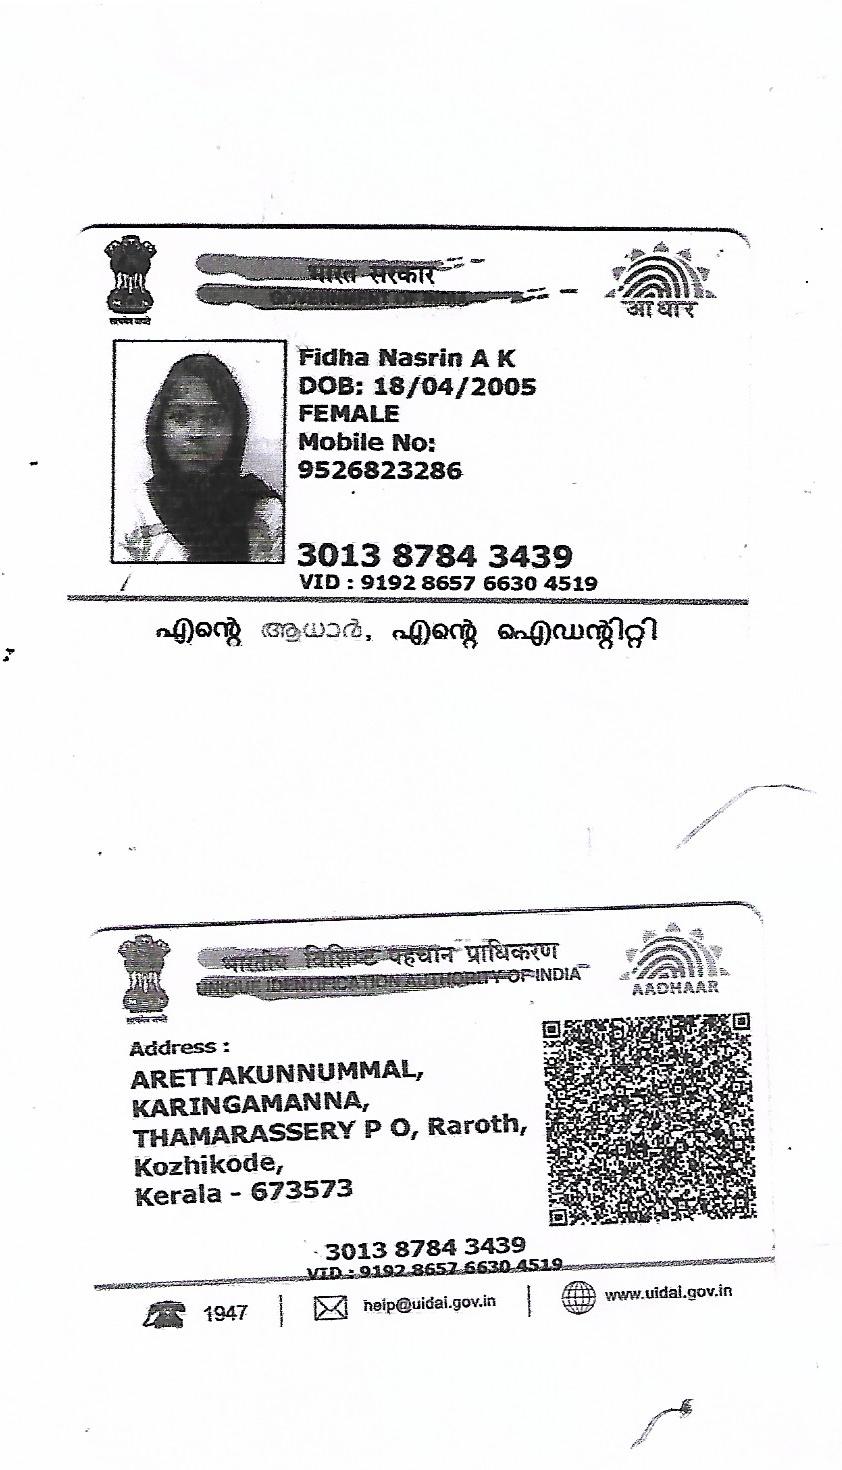 भारत सरकार
GOVERNMENT OF INDIA
आधार
Fidha Nasrin A K
DOB: 18/04/2005
FEMALE
Mobile No:
9526823286
3013 8784 3439
VID : 9192 8657 6630 4519
എന്റെ ആധാർ, എന്റെ ഐഡന്റിറ്റി
भारतीय विशिष्ट पहचान प्राधिकरण
UNIQUE IDENTIFICATION AUTHORITY OF INDIA
AADHAAR
Address :
ARETTAKUNNUMMAL,
KARINGAMANNA,
THAMARASSERY P O, Raroth,
Kozhikode,
Kerala - 673573
3013 8784 3439
VID : 9192 8657 6630 4519
1947 | help@uidai.gov.in | www.uidai.gov.in